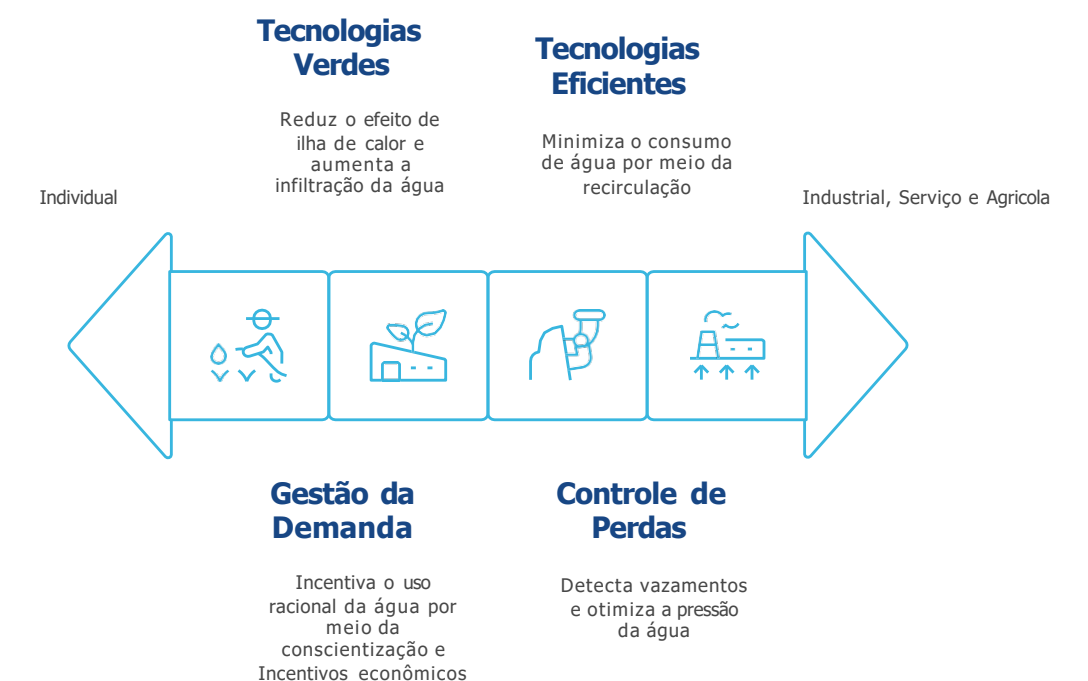 Tecnologias
Verdes
Reduz o efeito de
ilha de calor e
aumenta a
infiltração da água
Tecnologias
Eficientes
Minimiza o consumo
de água por meio da
recirculação
Individual
Industrial, Serviço e Agricola
Gestão da
Demanda
Incentiva o uso
racional da água por
meio da
conscientização e
Incentivos econômicos
Controle de
Perdas
Detecta vazamentos
e otimiza a pressão
da água